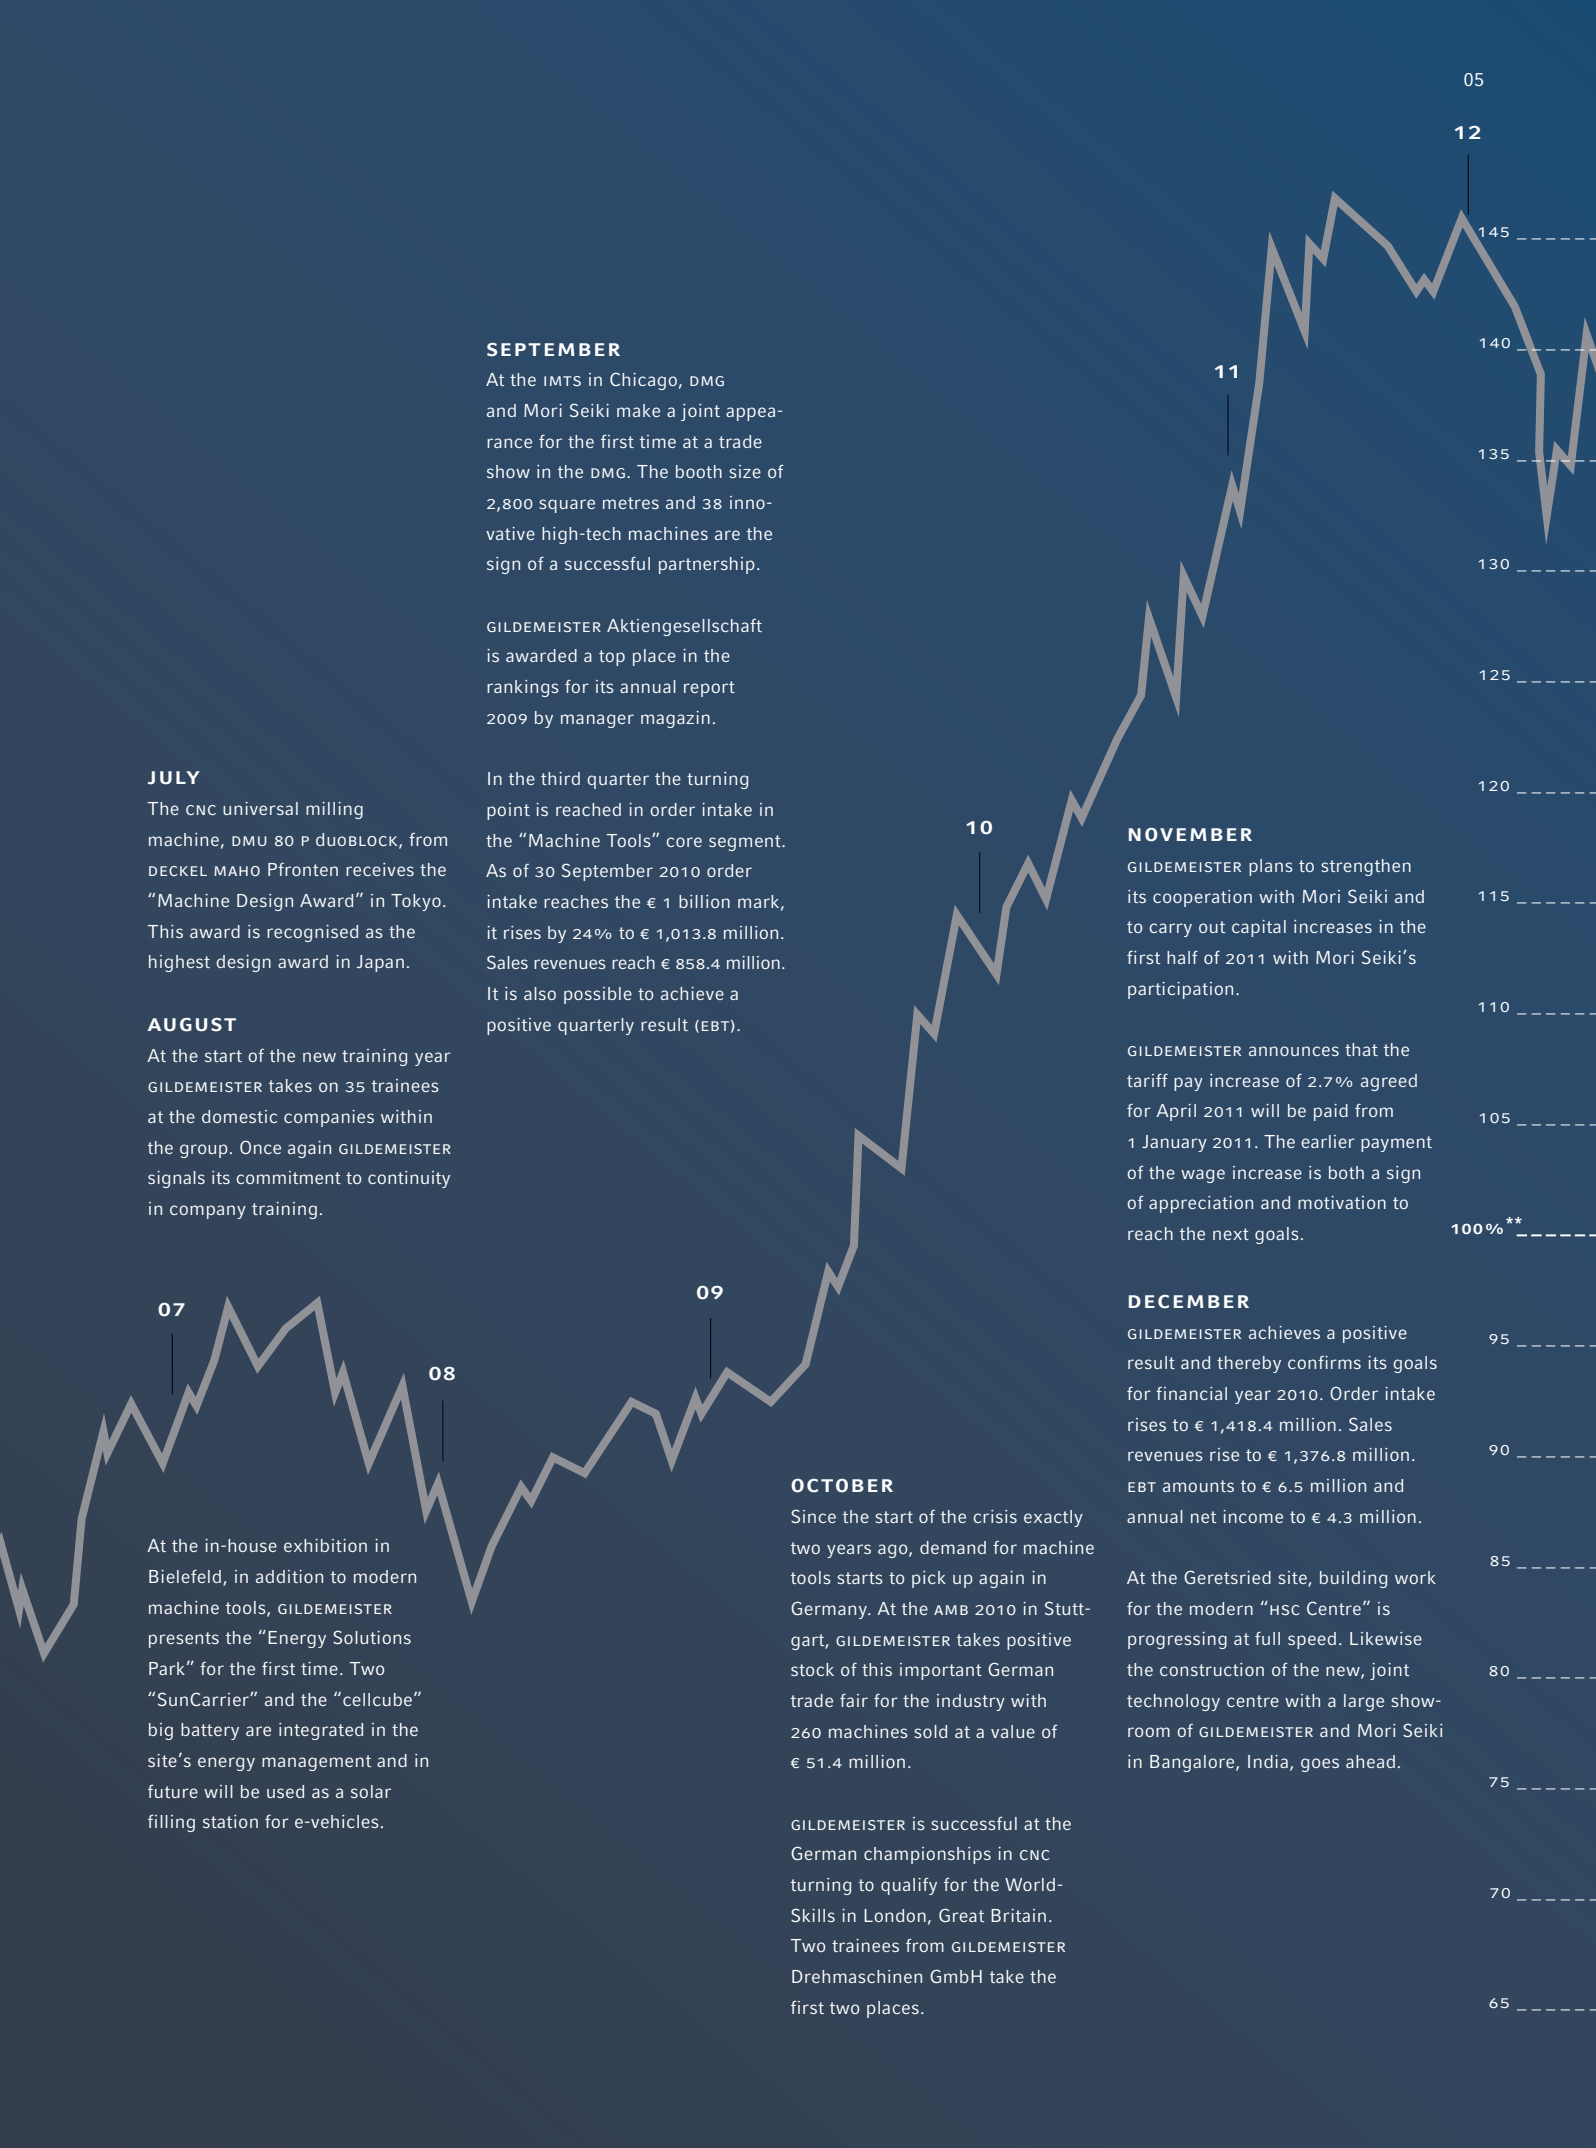 05
12
145
140
135
130
125
120
115
110
105
100%**
95
90
85
80
75
70
65
11
10
09
08
07
JULY
The CNC universal milling
machine, DMU 80 P duoBLOCK, from
DECKEL MAHO Pfronten receives the
“Machine Design Award” in Tokyo.
This award is recognised as the
highest design award in Japan.
AUGUST
At the start of the new training year
GILDEMEISTER takes on 35 trainees
at the domestic companies within
the group. Once again GILDEMEISTER
signals its commitment to continuity
in company training.
At the in-house exhibition in
Bielefeld, in addition to modern
machine tools, GILDEMEISTER
presents the “Energy Solutions
Park” for the first time. Two
“SunCarrier” and the “cellcube”
big battery are integrated in the
site’s energy management and in
future will be used as a solar
filling station for e-vehicles.
SEPTEMBER
At the IMTS in Chicago, DMG
and Mori Seiki make a joint appea-
rance for the first time at a trade
show in the DMG. The booth size of
2,800 square metres and 38 inno-
vative high-tech machines are the
sign of a successful partnership.
GILDEMEISTER Aktiengesellschaft
is awarded a top place in the
rankings for its annual report
2009 by manager magazin.
In the third quarter the turning
point is reached in order intake in
the “Machine Tools” core segment.
As of 30 September 2010 order
intake reaches the € 1 billion mark,
it rises by 24% to € 1,013.8 million.
Sales revenues reach € 858.4 million.
It is also possible to achieve a
positive quarterly result (EBT).
OCTOBER
Since the start of the crisis exactly
two years ago, demand for machine
tools starts to pick up again in
Germany. At the AMB 2010 in Stutt-
gart, GILDEMEISTER takes positive
stock of this important German
trade fair for the industry with
260 machines sold at a value of
€ 51.4 million.
GILDEMEISTER is successful at the
German championships in CNC
turning to qualify for the World-
Skills in London, Great Britain.
Two trainees from GILDEMEISTER
Drehmaschinen GmbH take the
first two places.
NOVEMBER
GILDEMEISTER plans to strengthen
its cooperation with Mori Seiki and
to carry out capital increases in the
first half of 2011 with Mori Seiki’s
participation.
GILDEMEISTER announces that the
tariff pay increase of 2.7% agreed
for April 2011 will be paid from
1 January 2011. The earlier payment
of the wage increase is both a sign
of appreciation and motivation to
reach the next goals.
DECEMBER
GILDEMEISTER achieves a positive
result and thereby confirms its goals
for financial year 2010. Order intake
rises to € 1,418.4 million. Sales
revenues rise to € 1,376.8 million.
EBT amounts to € 6.5 million and
annual net income to € 4.3 million.
At the Geretsried site, building work
for the modern “HSC Centre” is
progressing at full speed. Likewise
the construction of the new, joint
technology centre with a large show-
room of GILDEMEISTER and Mori Seiki
in Bangalore, India, goes ahead.